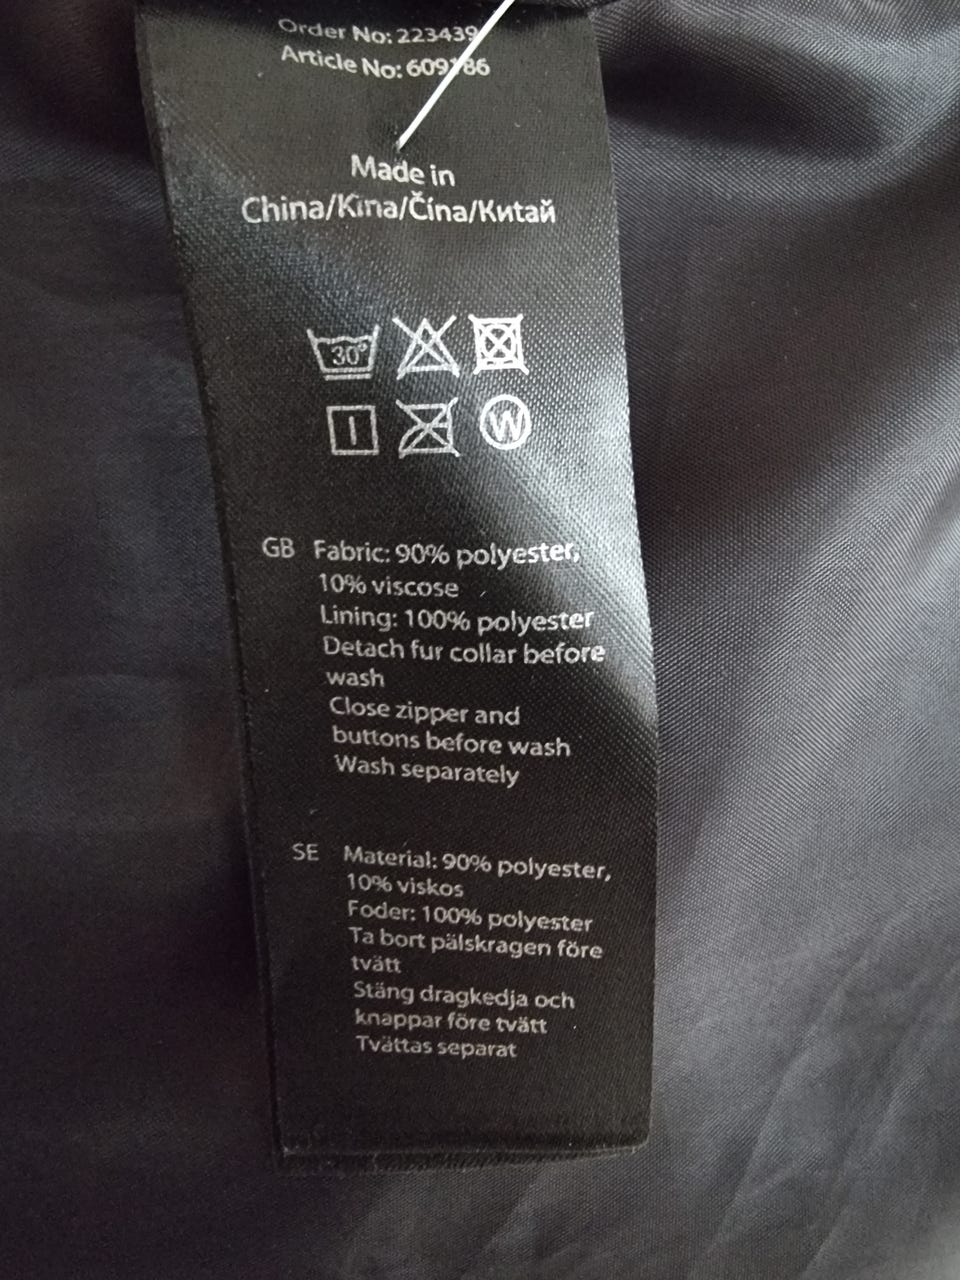 Order No: 223439
Article No: 609186
Made in
China/Kina/Čína/Китай
30°
W
GB Fabric: 90% polyester,
10% viscose
Lining: 100% polyester
Detach fur collar before
wash
Close zipper and
buttons before wash
Wash separately
SE Material: 90% polyester,
10% viskos
Foder: 100% polyester
Ta bort pälskragen före
tvätt
Stäng dragkedja och
knappar före tvätt
Tvättas separat